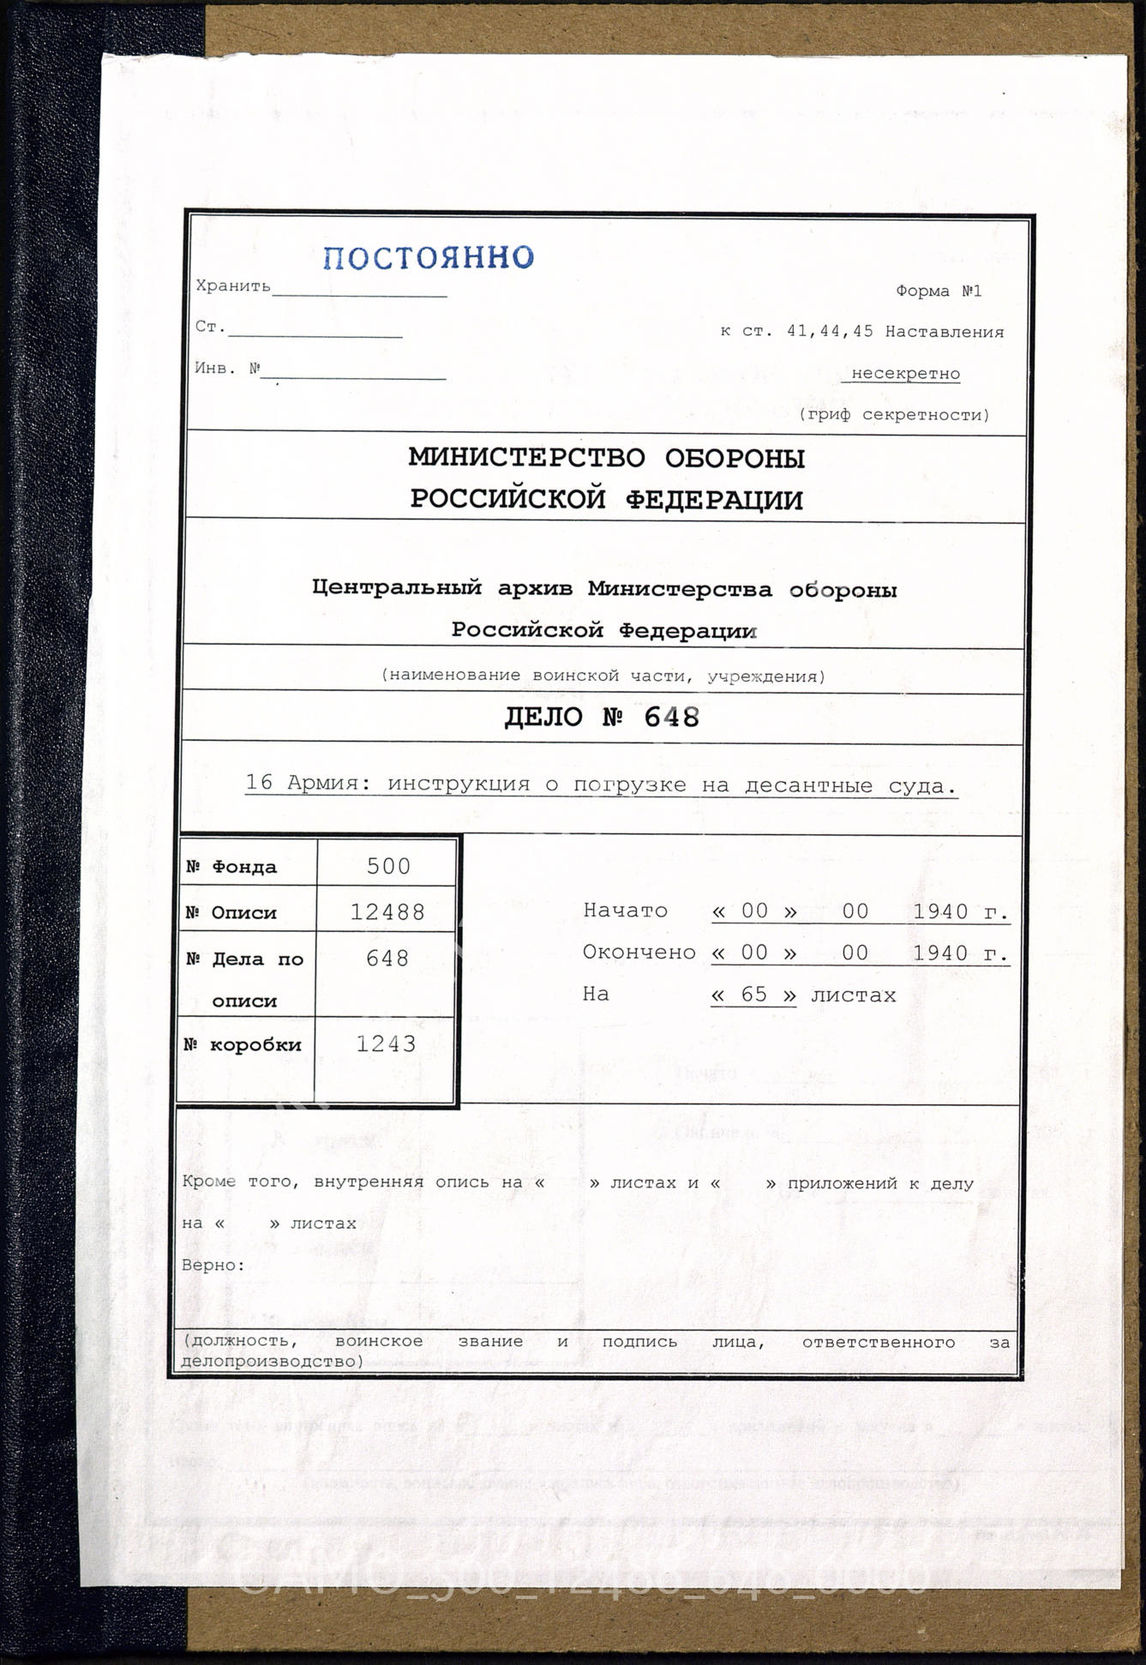 ПОСТОЯННО
Хранить
Форма №1
Ст.
к ст. 41,44,45 Наставления
Инв. №
несекретно
(гриф секретности)
МИНИСТЕРСТВО ОБОРОНЫ
РОССИЙСКОЙ ФЕДЕРАЦИИ
Центральный архив Министерства обороны
Российской Федерации
(наименование воинской части, учреждения)
ДЕЛО № 648
16 Армия: инструкция о погрузке на десантные суда.
№ Фонда 500
№ Описи 12488
№ Дела по 648
описи
№ коробки 1243
Начато « 00 » 00 1940 г.
Окончено « 00 » 00 1940 г.
На « 65 » листах
Кроме того, внутренняя опись на « » листах и « » приложений к делу
на « » листах
Верно:
(должность, воинское звание и подпись лица, ответственного за
делопроизводство)